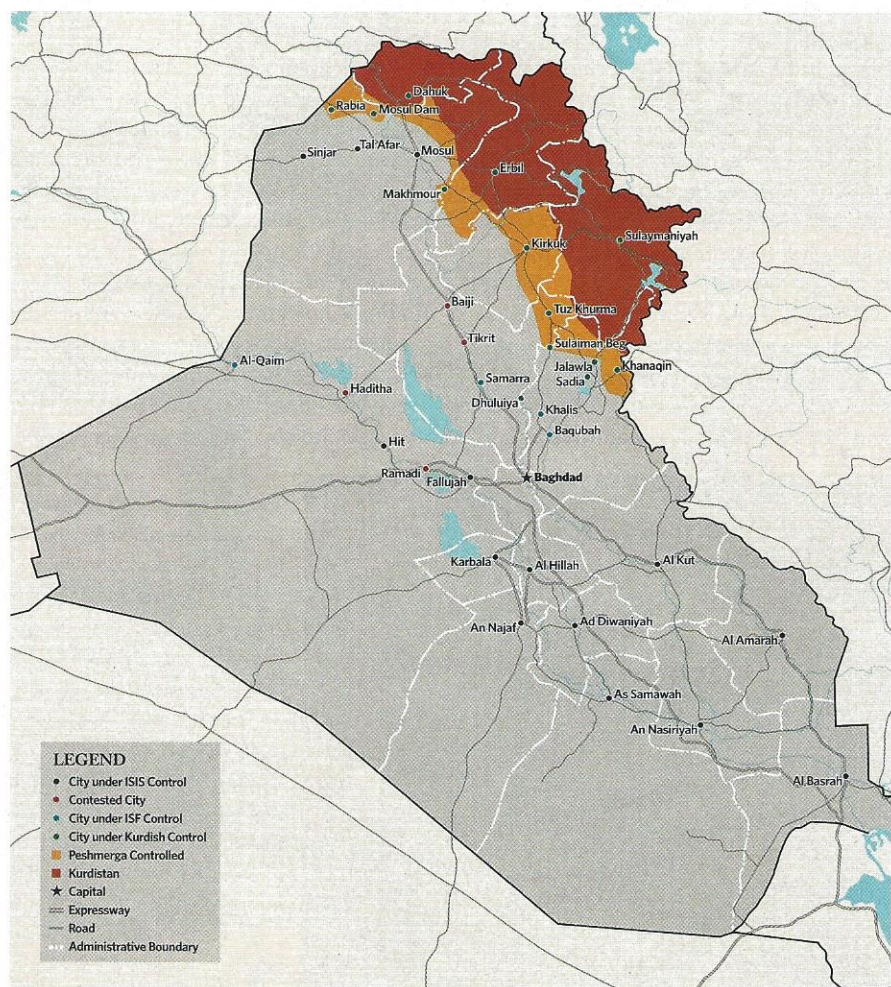 Dahuk
Rabia
Mosul Dam
Sinjar
Tal Afar
Mosul
Erbil
Makhmour
Kirkuk
Sulaymaniyah
Baiji
Tuz Khurma
Tikrit
Sulaiman Beg
Al-Qaim
Jalawla
Khanaqin
Sadia
Haditha
Samarra
Dhuluiya
Khalis
Hit
Baqubah
Ramadi
Fallujah
Baghdad
Karbala
Al Hillah
Al Kut
An Najaf
Ad Diwaniyah
Al Amarah
As Samawah
An Nasiriyah
Al Basrah
LEGEND
City under ISIS Control
Contested City
City under ISF Control
City under Kurdish Control
Peshmerga Controlled
Kurdistan
Capital
Expressway
Road
Administrative Boundary